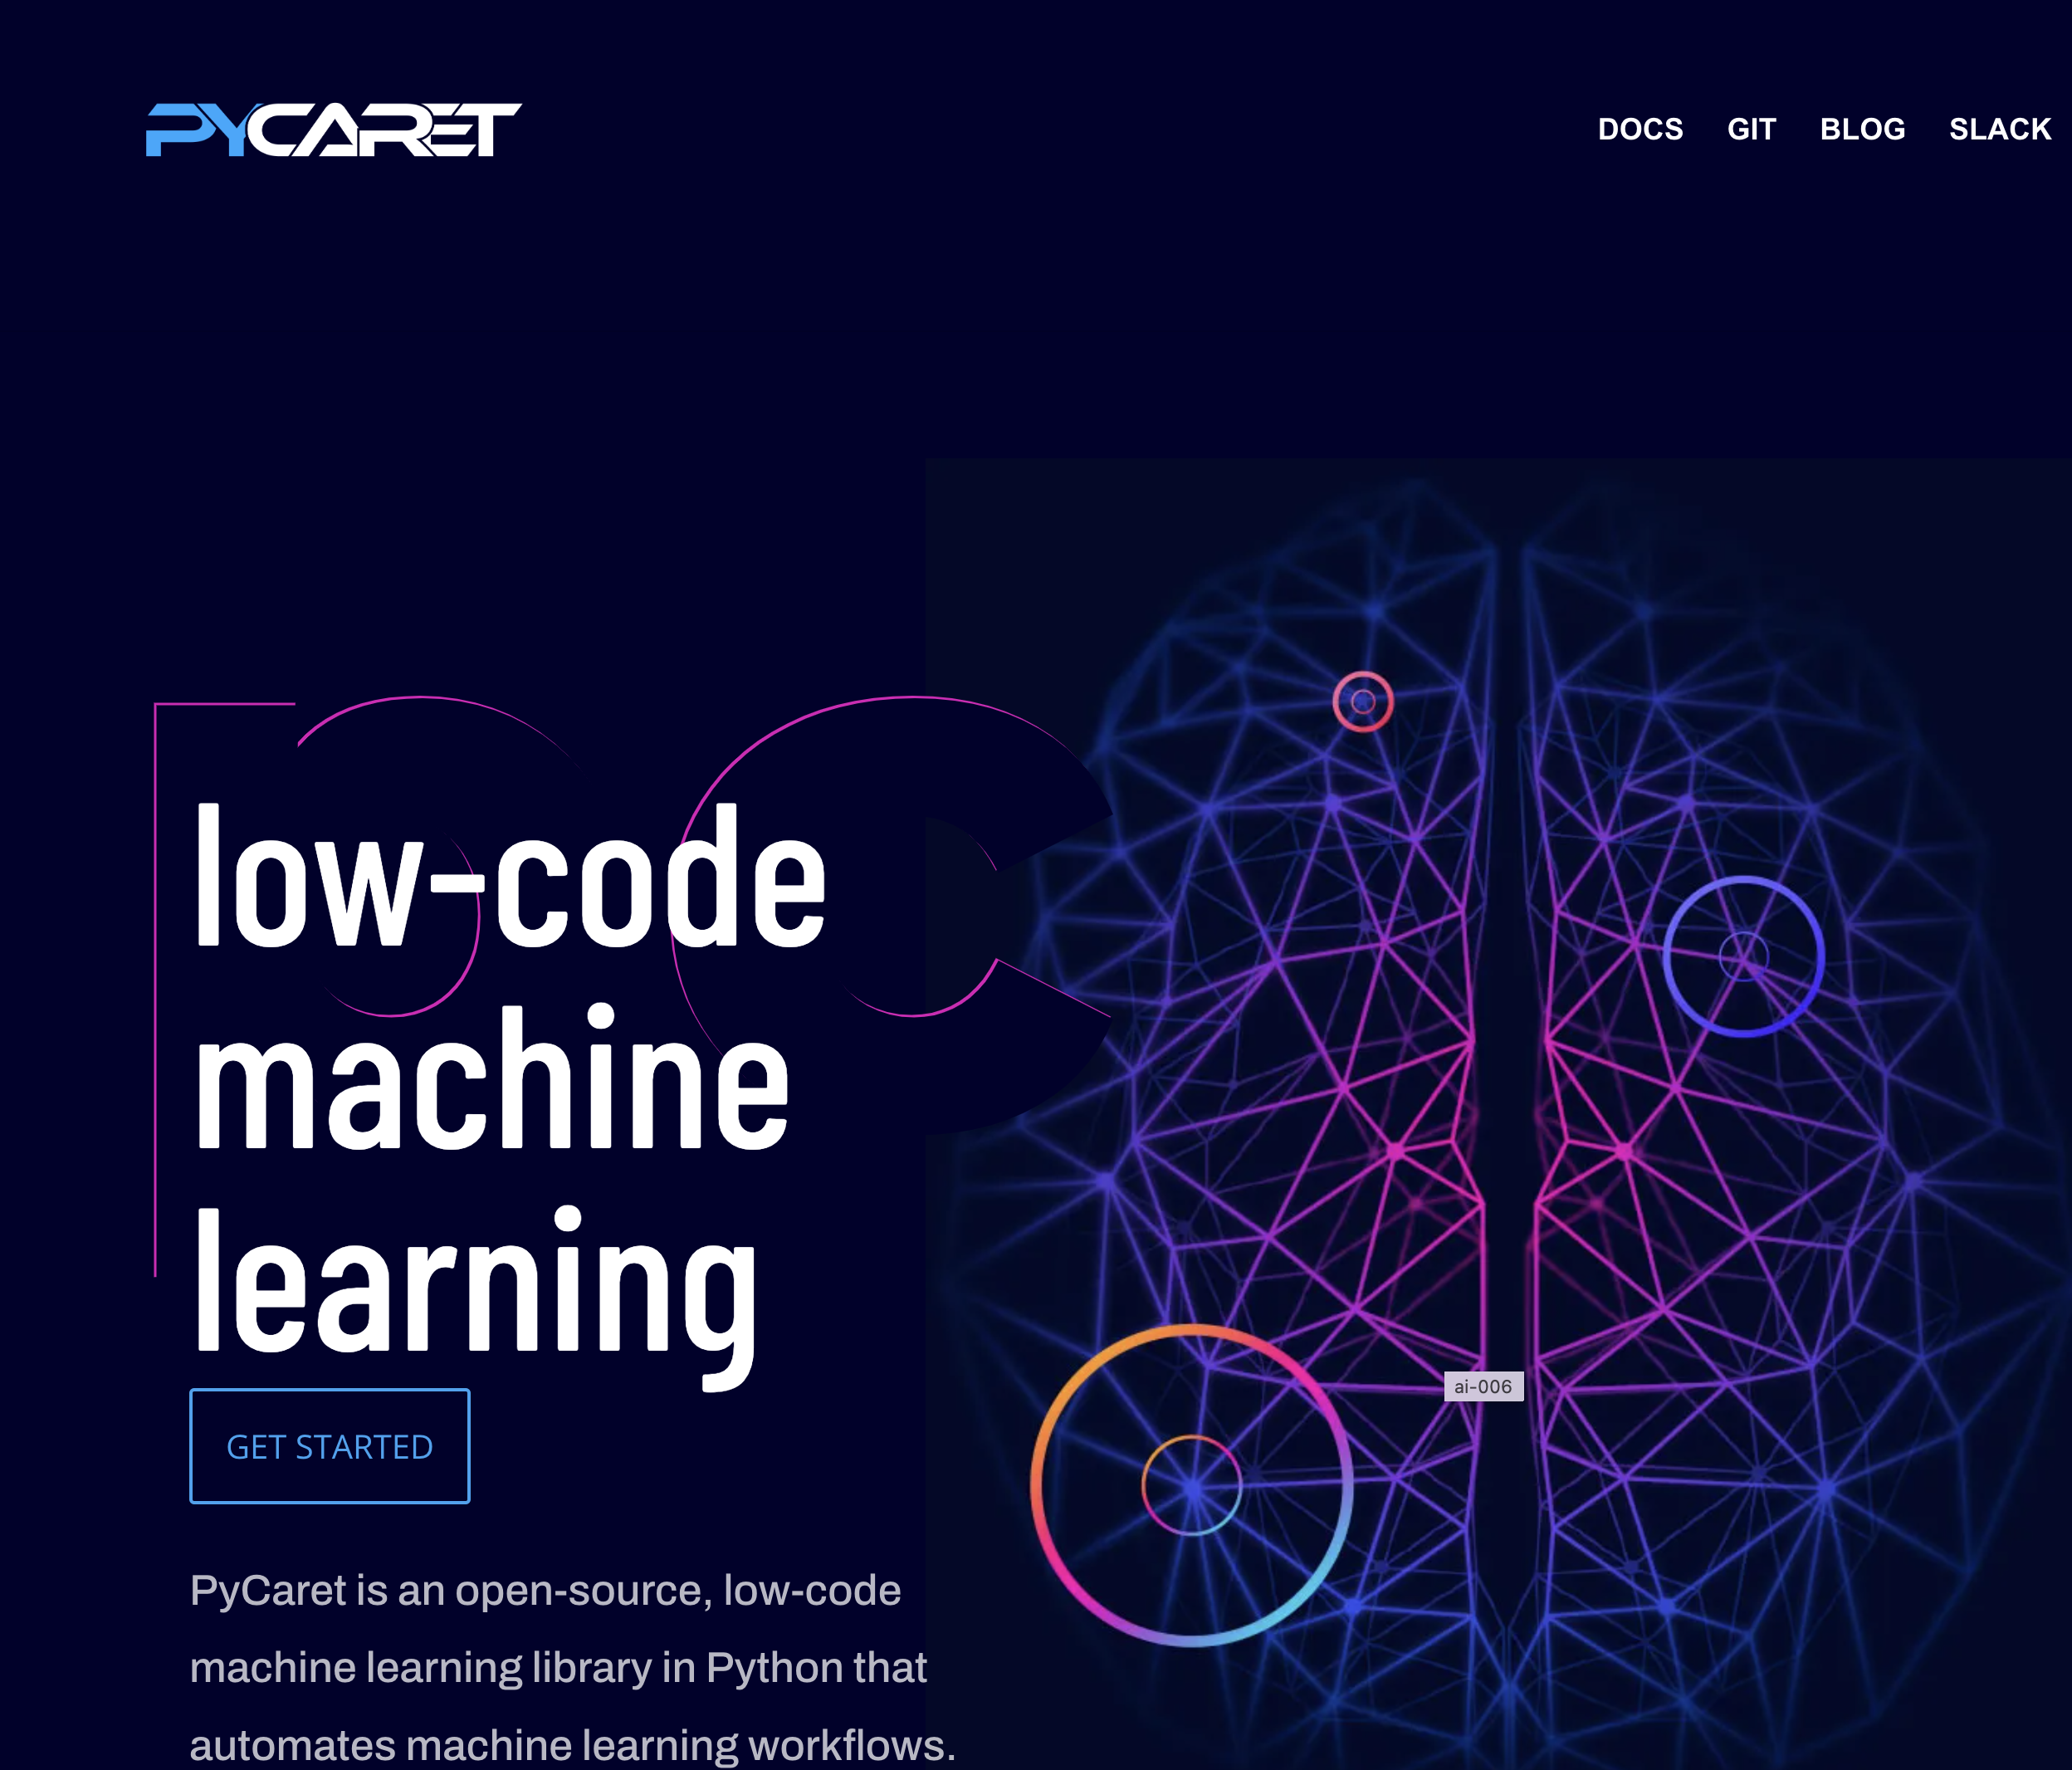 PYCARET
DOCS GIT BLOG SLACK
pc
low-code
machine
learning
ai-006
GET STARTED
PyCaret is an open-source, low-code
machine learning library in Python that
automates machine learning workflows.